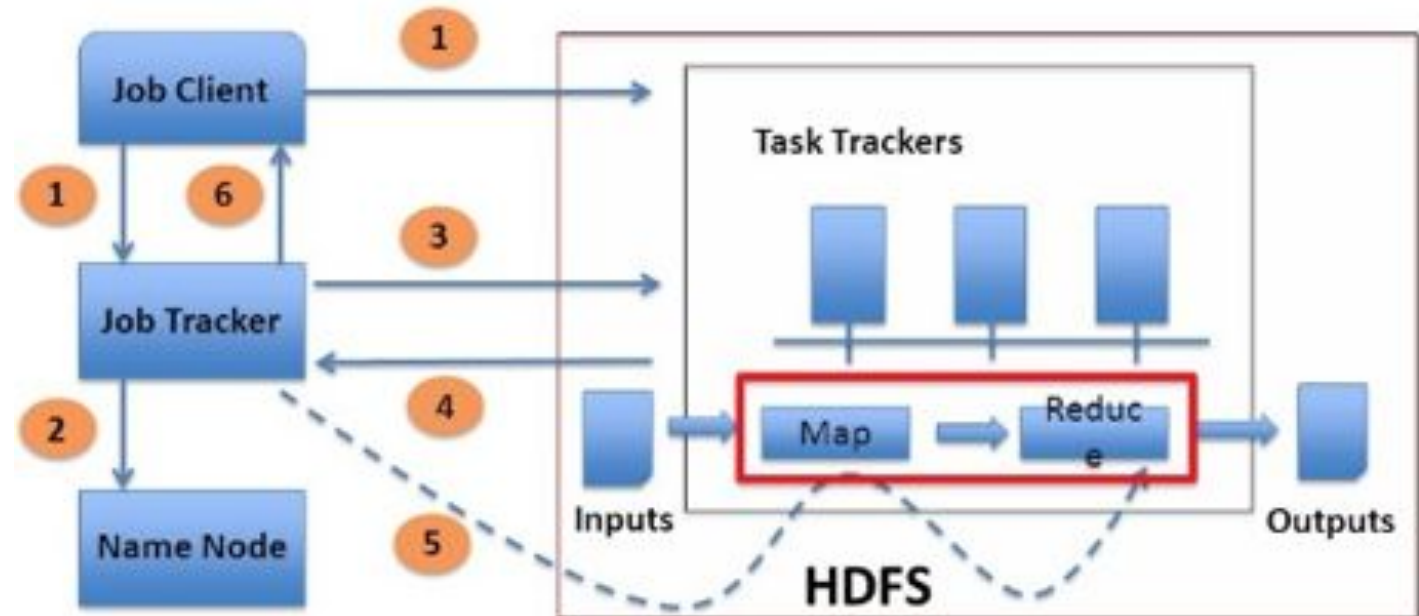 1
Job Client
Task Trackers
1
6
3
Job Tracker
4
2
Map
Reduc
e
Inputs
Outputs
Name Node
5
HDFS